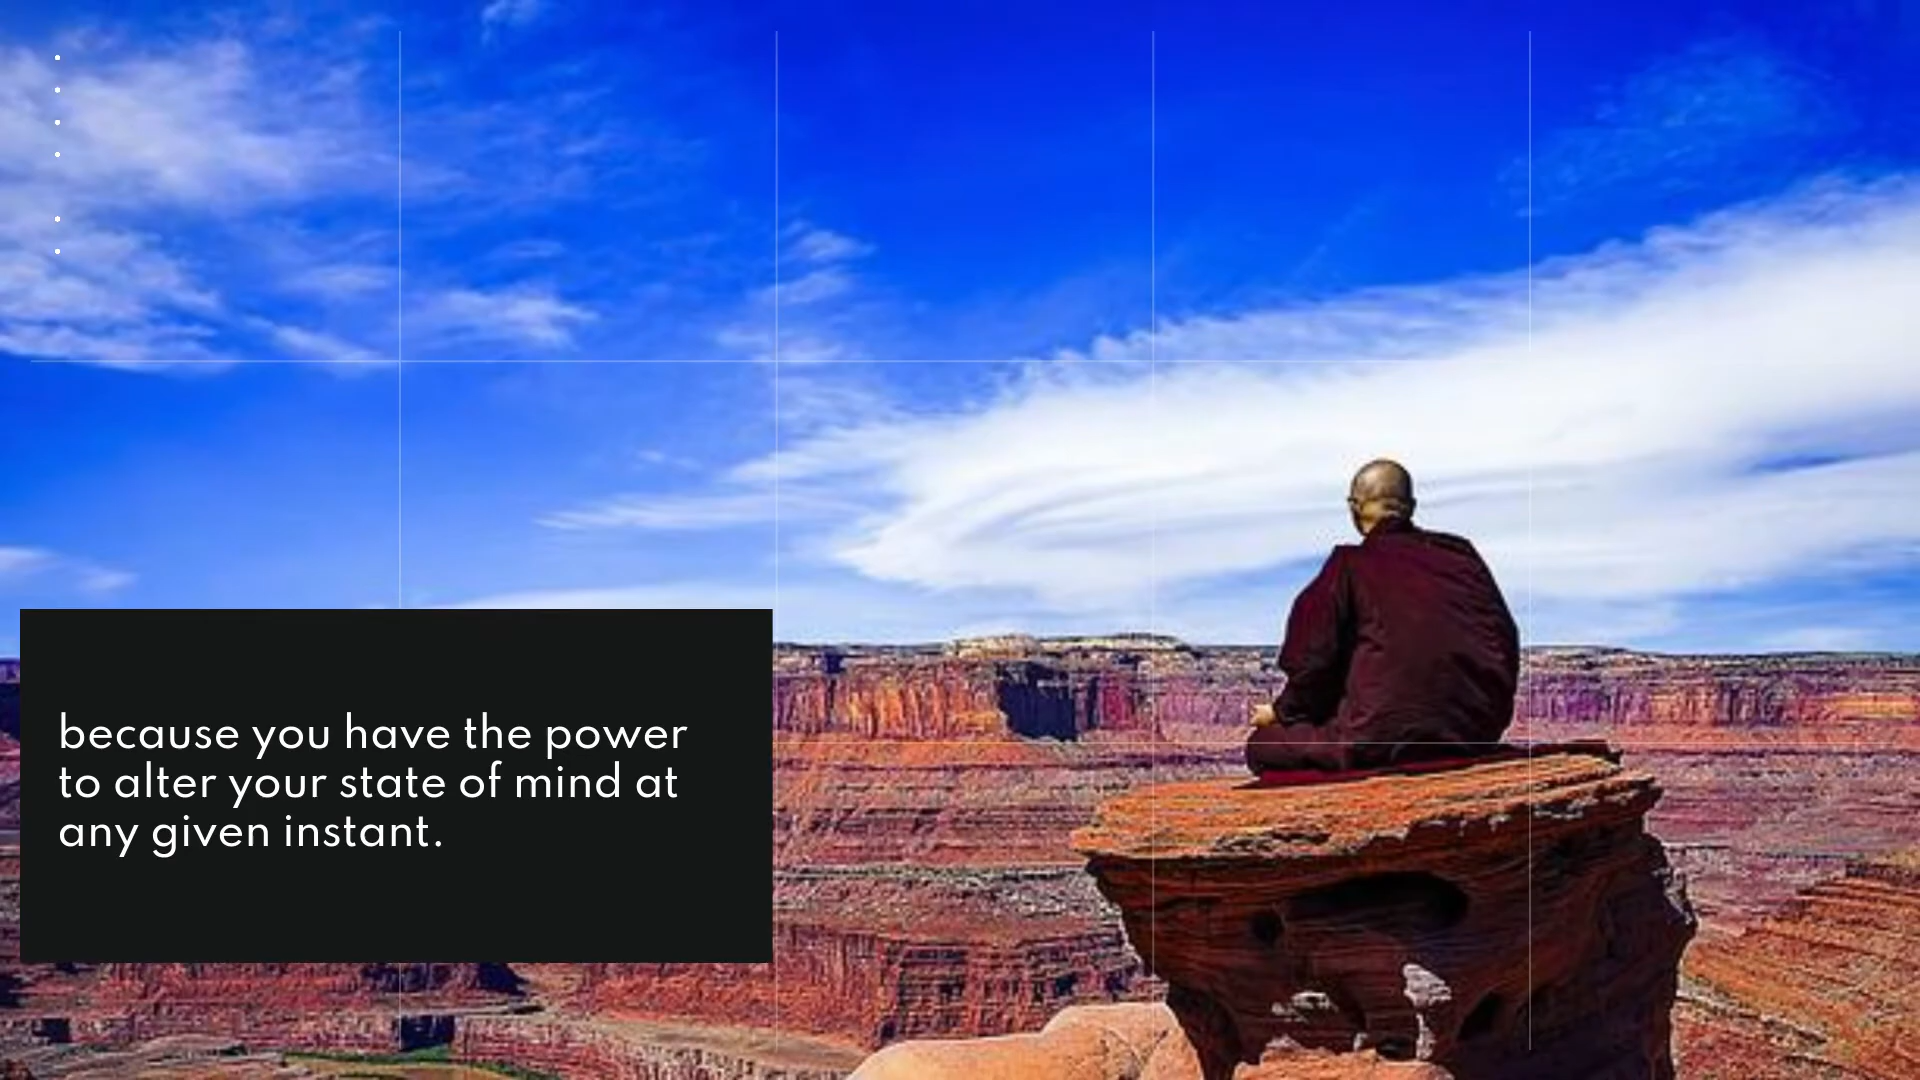 because you have the power
to alter your state of mind at
any given instant.